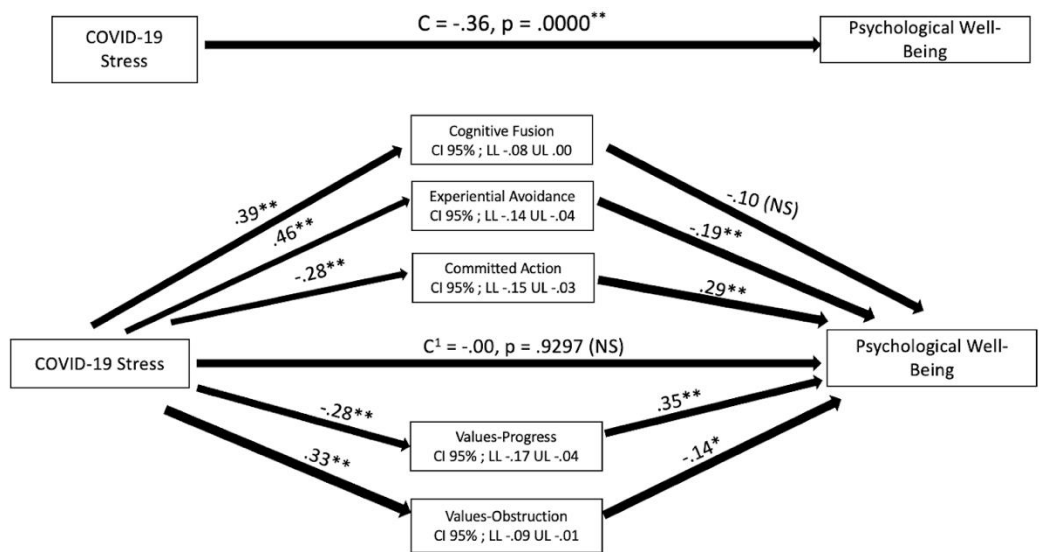 C = -.36, p = .0000**
COVID-19
Stress
Psychological Well-
Being
Cognitive Fusion
CI 95% ; LL -.08 UL .00
Experiential Avoidance
CI 95% ; LL -.14 UL -.04
Committed Action
CI 95% ; LL -.15 UL -.03
.39**
.46**
-.28**
-.10 (NS)
-.19**
.29**
COVID-19 Stress
C¹ = -.00, p = .9297 (NS)
Psychological Well-
Being
-.28**
.33**
Values-Progress
CI 95% ; LL -.17 UL -.04
Values-Obstruction
CI 95% ; LL -.09 UL -.01
.35**
-.14*